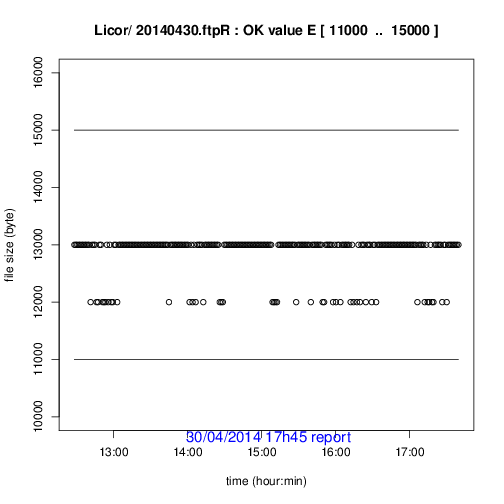 Licor/ 20140430.ftpR : OK value E [ 11000 .. 15000 ]
file size (byte)
16000
15000
14000
13000
12000
11000
10000
30/04/2014 17h45 report
13:00 14:00 15:00 16:00 17:00
time (hour:min)